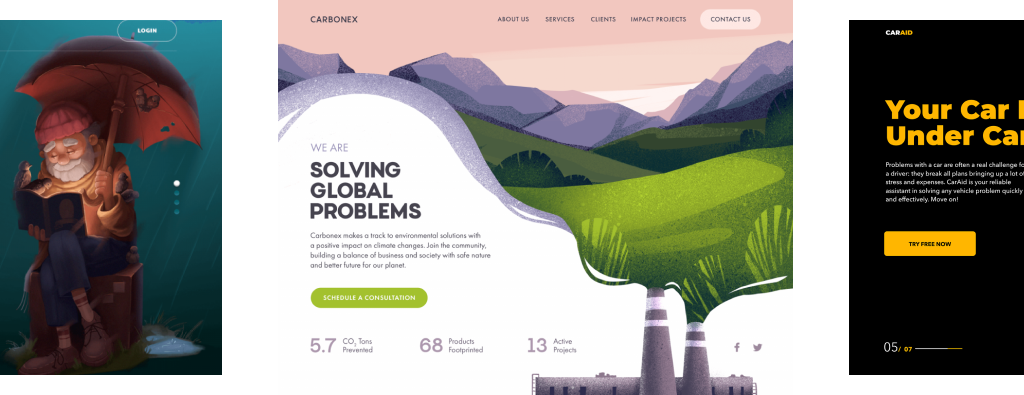 LOGIN
CARBONEX
ABOUT US
SERVICES
CLIENTS
IMPACT PROJECTS
CONTACT US
WE ARE
SOLVING
GLOBAL
PROBLEMS
Carbonex makes a track to environmental solutions with
a positive impact on climate changes. Join the community,
building a balance of business and society with safe nature
and better future for our planet.
SCHEDULE A CONSULTATION
5.7 CO₂ Tons
Prevented
68 Products
Footprinted
13 Active
Projects
CARAID
Your Car
Under Car
Problems with a car are often a real challenge fo
a driver: they break all plans bringing up a lot of
stress and expenses. CarAid is your reliable
assistant in solving any vehicle problem quickly
and effectively. Move on!
TRY FREE NOW
05/ 07